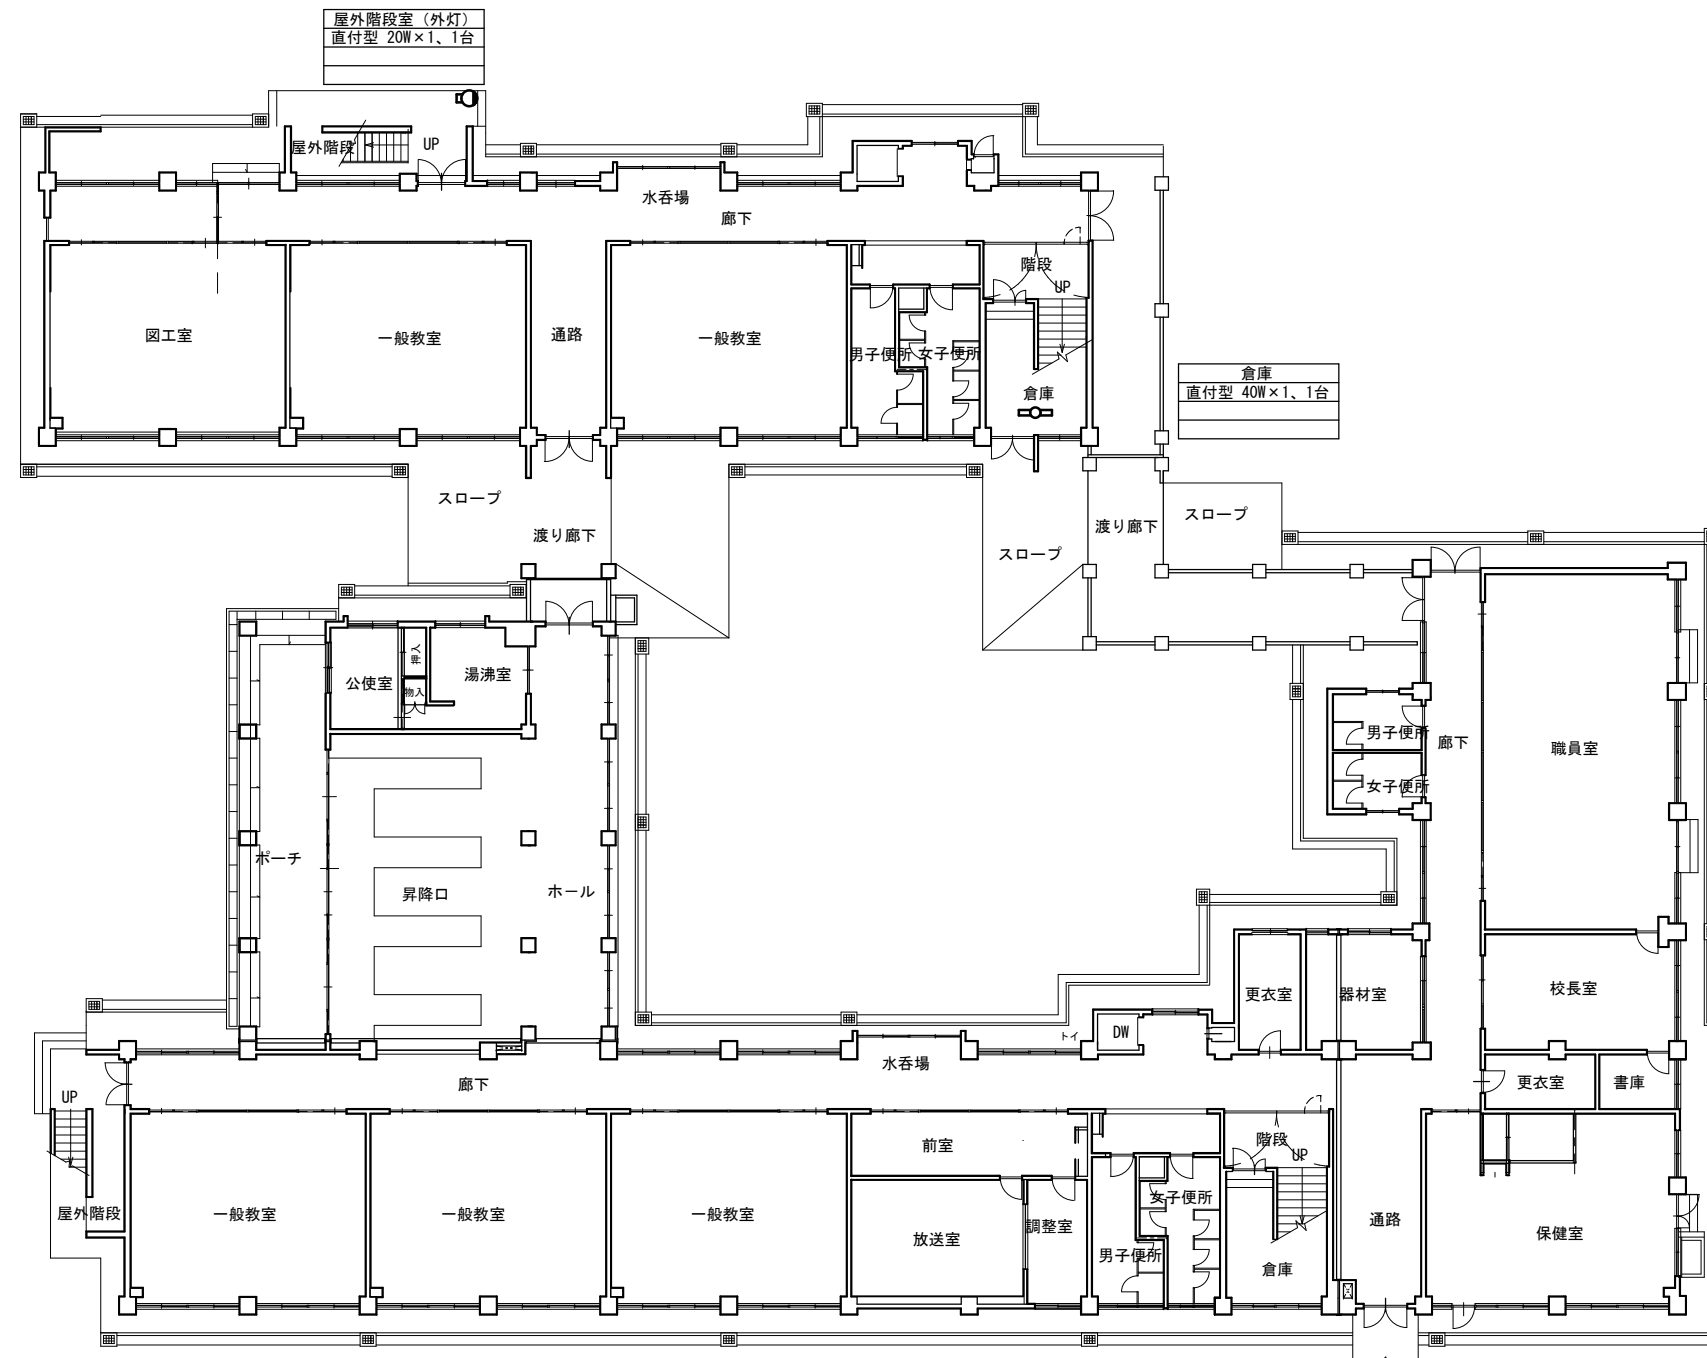 屋外階段室（外灯）
直付型 20W×1、1台
屋外階段
UP
水呑場
廊下
階段
UP
図工室
一般教室
通路
一般教室
男子便所
女子便所
倉庫
倉庫
直付型 40W×1、1台
スロープ
渡り廊下
スロープ
渡り廊下
スロープ
公使室
押入
物入
湯沸室
男子便所
女子便所
廊下
職員室
ポーチ
昇降口
ホール
更衣室
器材室
校長室
トイ
DW
水呑場
廊下
更衣室
書庫
UP
屋外階段
一般教室
一般教室
一般教室
前室
放送室
調整室
男子便所
女子便所
階段
UP
倉庫
通路
保健室